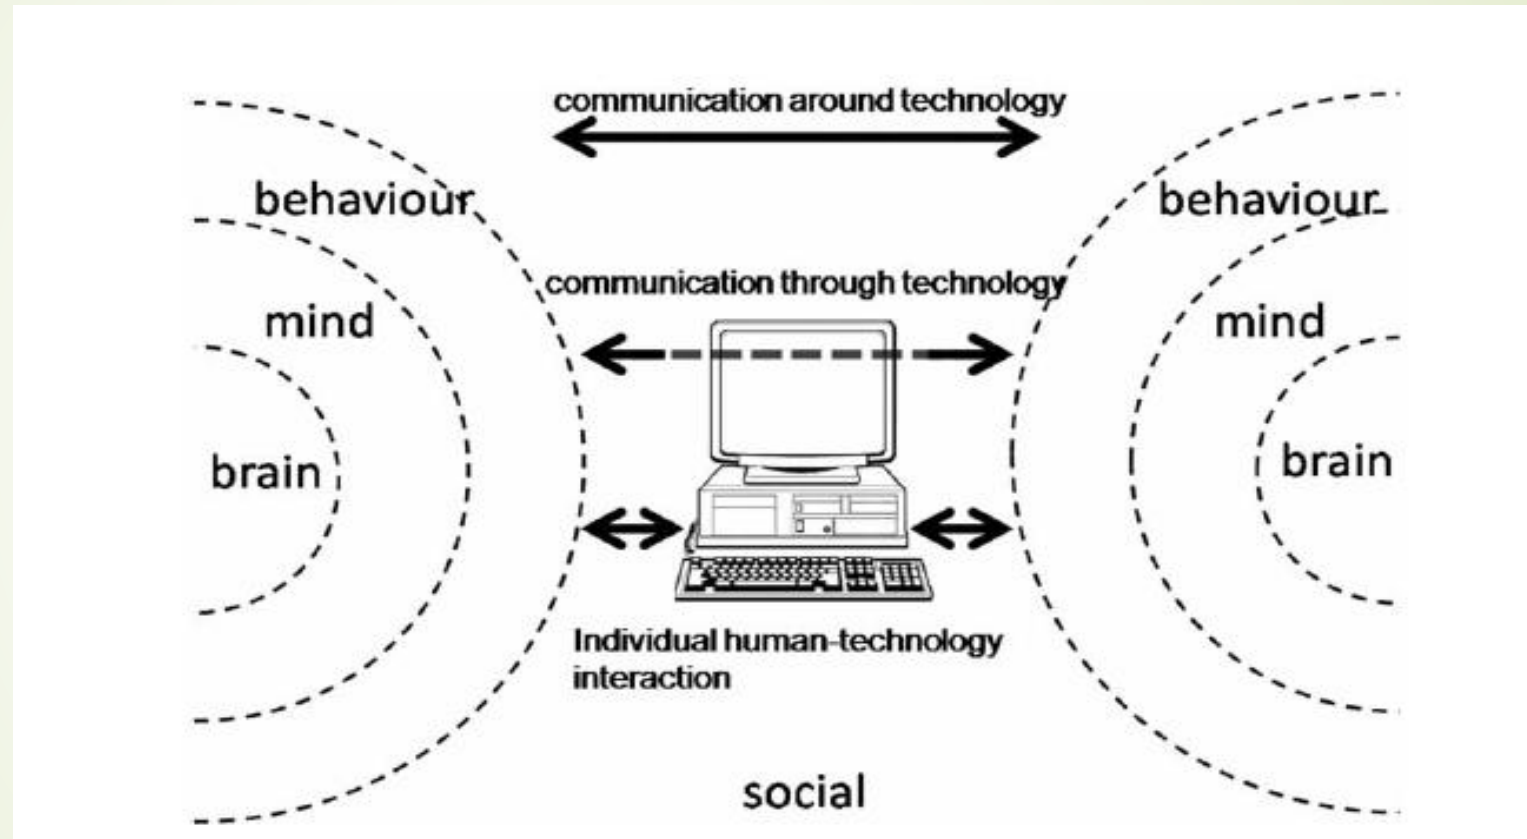 communication around technology
behaviour
behaviour
communication through technology
mind
mind
brain
brain
Individual human-technology
interaction
social